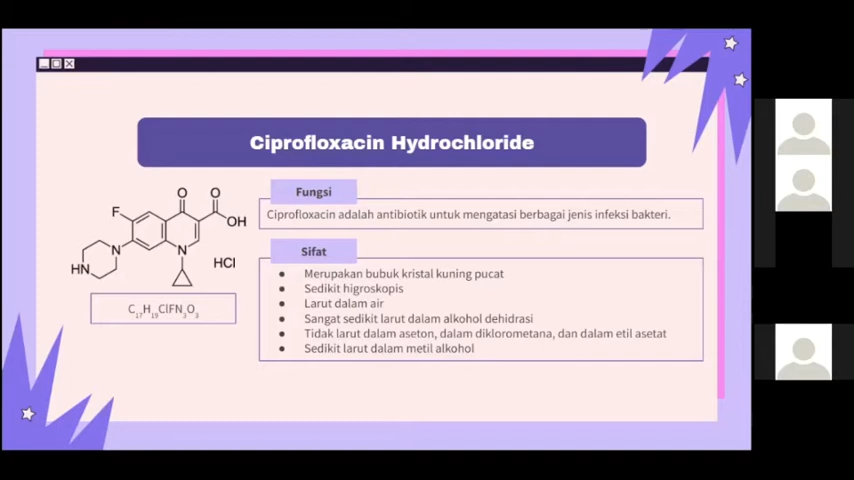 Ciprofloxacin Hydrochloride
Fungsi
Ciprofloxacin adalah antibiotik untuk mengatasi berbagai jenis infeksi bakteri.
F
O
O
OH
N
N
HN
HCl
C17H19ClFN3O3
Sifat
● Merupakan bubuk kristal kuning pucat
● Sedikit higroskopis
● Larut dalam air
● Sangat sedikit larut dalam alkohol dehidrasi
● Tidak larut dalam aseton, dalam diklorometana, dan dalam etil asetat
● Sedikit larut dalam metil alkohol